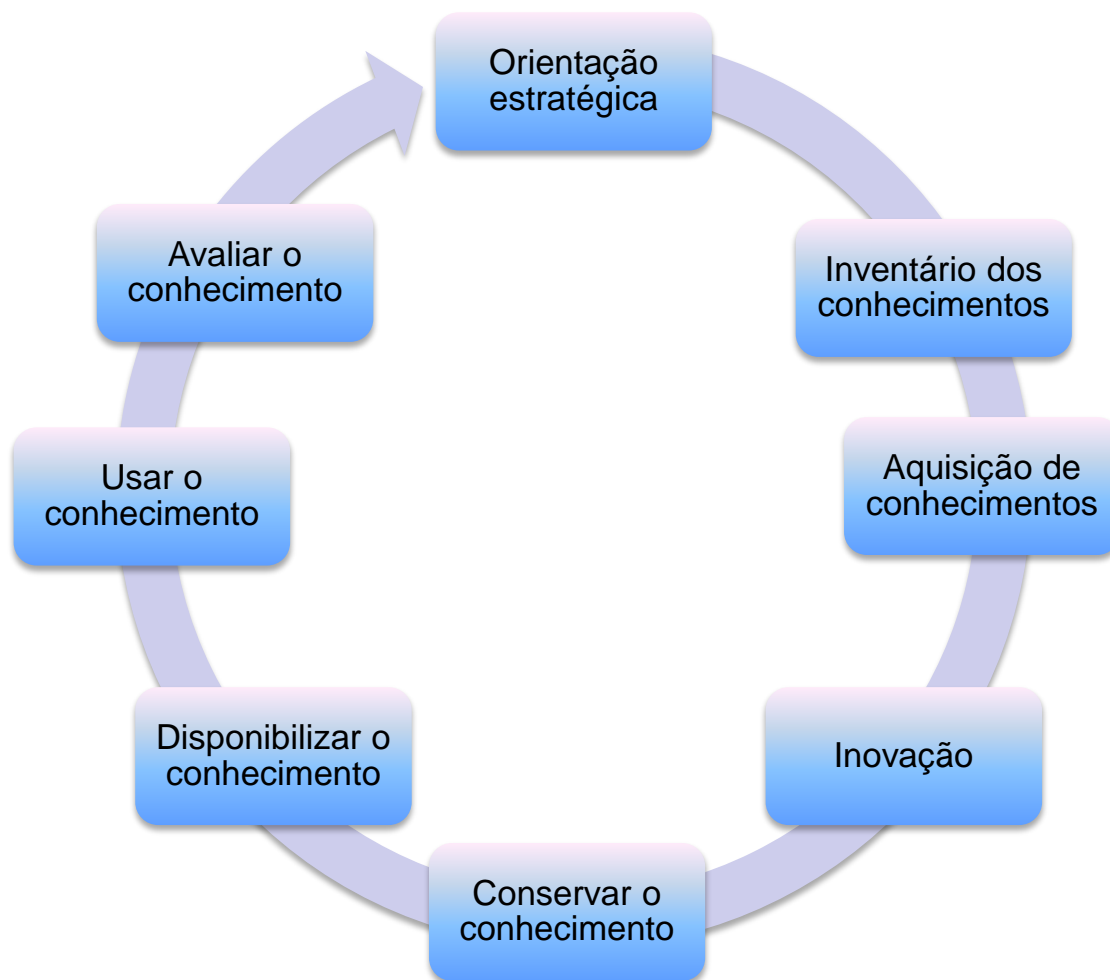 Orientação
estratégica
Inventário dos
conhecimentos
Aquisição de
conhecimentos
Inovação
Conservar o
conhecimento
Disponibilizar o
conhecimento
Usar o
conhecimento
Avaliar o
conhecimento